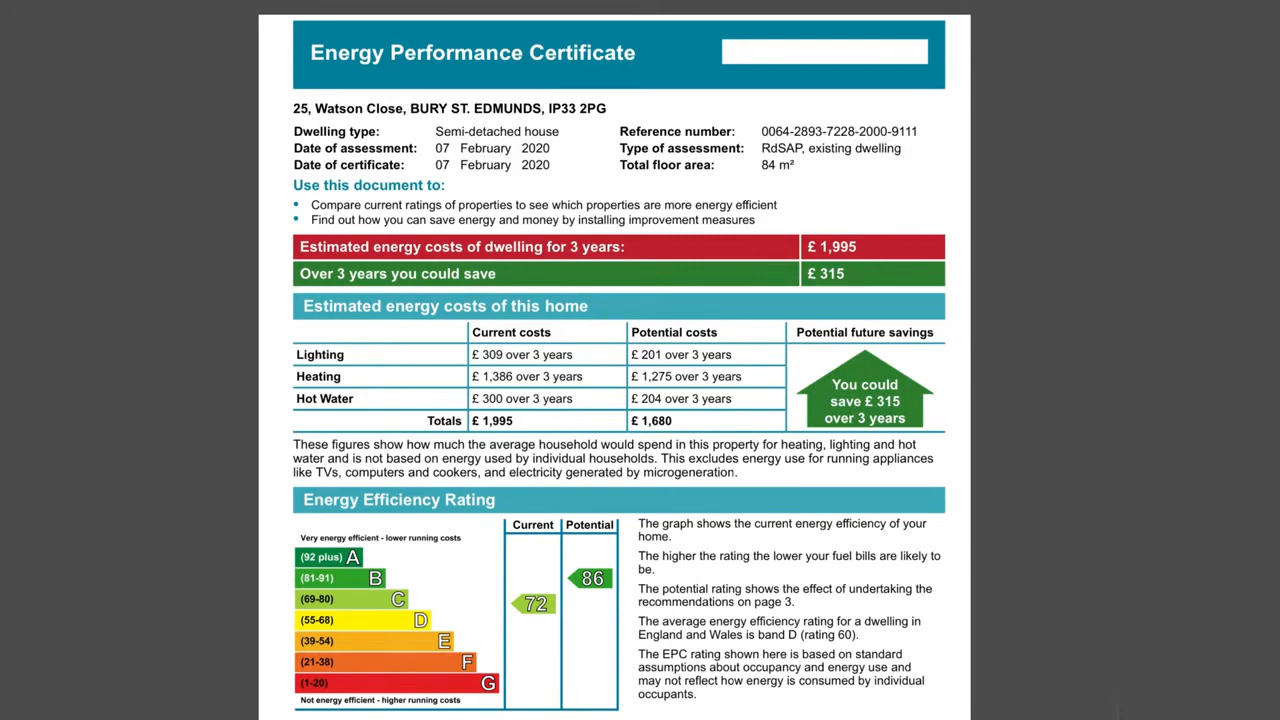 Energy Performance Certificate
25, Watson Close, BURY ST. EDMUNDS, IP33 2PG
Dwelling type: Semi-detached house Reference number: 0064-2893-7228-2000-9111
Date of assessment: 07 February 2020 Type of assessment: RdSAP, existing dwelling
Date of certificate: 07 February 2020 Total floor area: 84 m²
Use this document to:
• Compare current ratings of properties to see which properties are more energy efficient
• Find out how you can save energy and money by installing improvement measures
Estimated energy costs of dwelling for 3 years: £ 1,995
Over 3 years you could save £ 315
Estimated energy costs of this home
Current costs Potential costs Potential future savings
Lighting £ 309 over 3 years £ 201 over 3 years
Heating £ 1,386 over 3 years £ 1,275 over 3 years
Hot Water £ 300 over 3 years £ 204 over 3 years
Totals £ 1,995 £ 1,680
You could
save £ 315
over 3 years
These figures show how much the average household would spend in this property for heating, lighting and hot
water and is not based on energy used by individual households. This excludes energy use for running appliances
like TVs, computers and cookers, and electricity generated by microgeneration.
Energy Efficiency Rating
Current Potential
Very energy efficient - lower running costs
(92 plus) A
(81-91) B
(69-80) C
(55-68) D
(39-54) E
(21-38) F
(1-20) G
Not energy efficient - higher running costs
72
86
The graph shows the current energy efficiency of your
home.
The higher the rating the lower your fuel bills are likely to
be.
The potential rating shows the effect of undertaking the
recommendations on page 3.
The average energy efficiency rating for a dwelling in
England and Wales is band D (rating 60).
The EPC rating shown here is based on standard
assumptions about occupancy and energy use and
may not reflect how energy is consumed by individual
occupants.